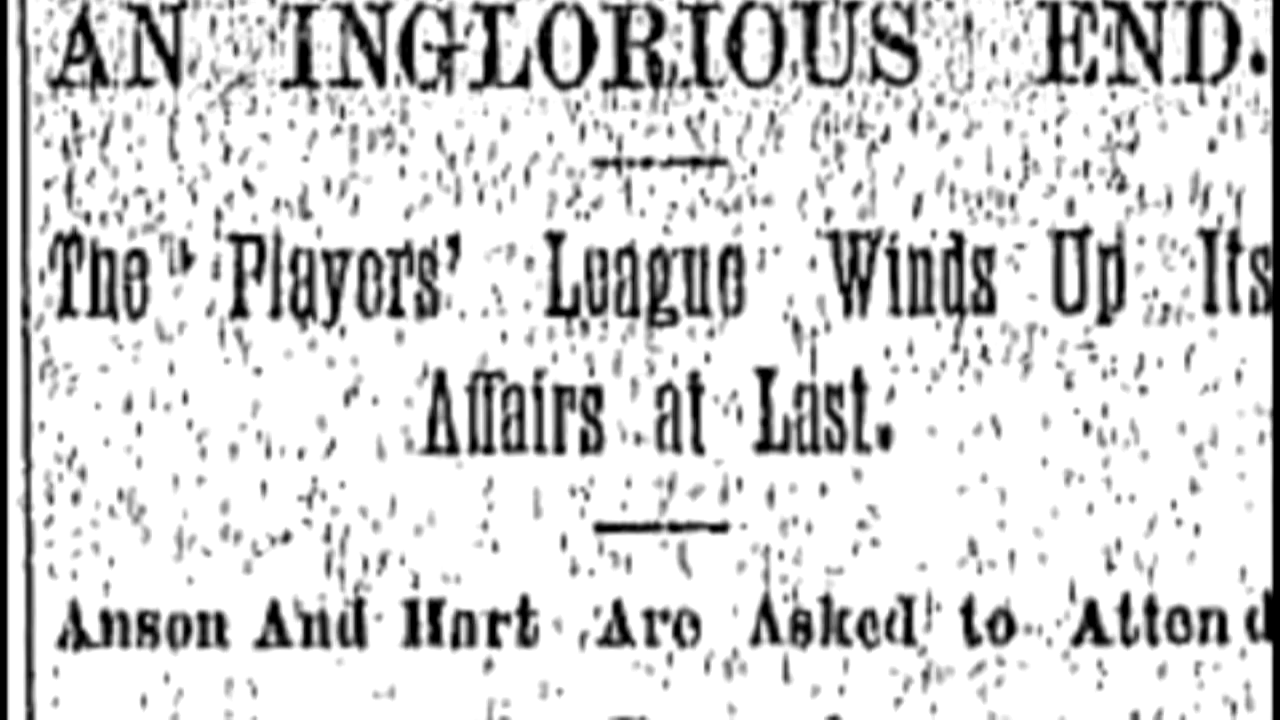 AN INGLORIOUS END.
The Players' League Winds Up Its
Affairs at Last.
Anson And Hart Are Asked to Attend